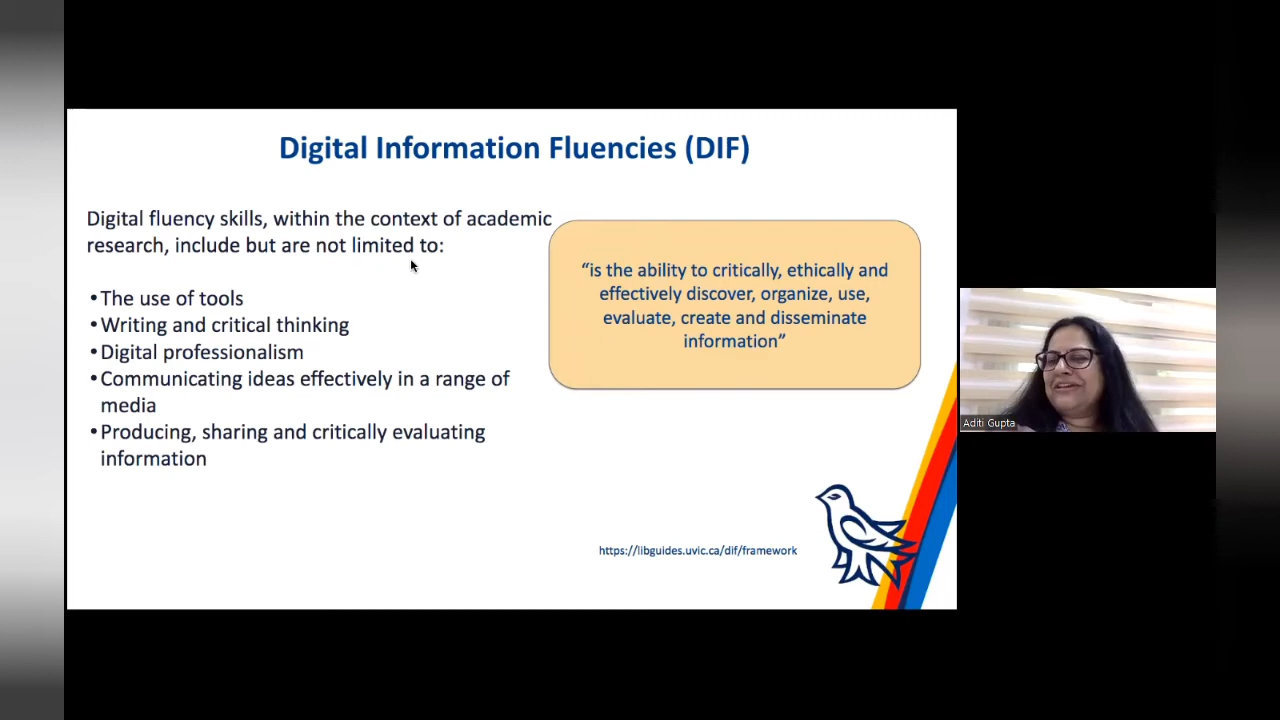 Digital Information Fluencies (DIF)
Digital fluency skills, within the context of academic
research, include but are not limited to:
•The use of tools
•Writing and critical thinking
•Digital professionalism
•Communicating ideas effectively in a range of
media
•Producing, sharing and critically evaluating
information
“is the ability to critically, ethically and
effectively discover, organize, use,
evaluate, create and disseminate
information”
https://libguides.uvic.ca/dif/framework
Aditi Gupta